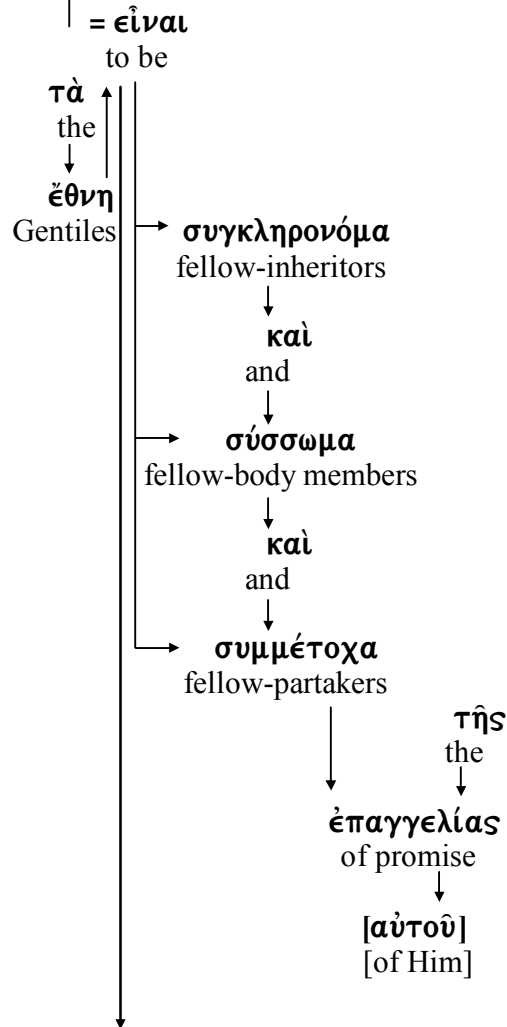 = εἶναι
to be
τὰ
the
ἔθνη
Gentiles
συγκληρονόμα
fellow-inheritors
καὶ
and
σύσσωμα
fellow-body members
καὶ
and
συμμέτοχα
fellow-partakers
τῆς
the
ἐπαγγελίας
of promise
[αὐτοῦ]
[of Him]